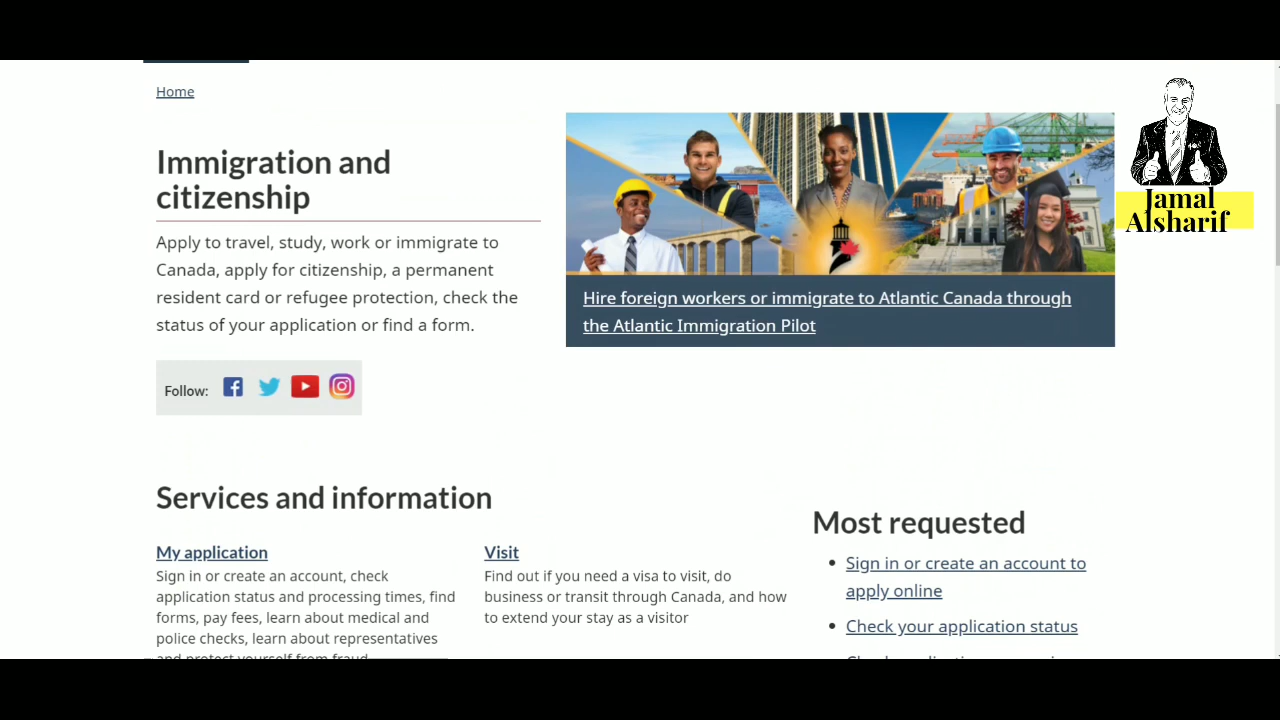 Home
Immigration and
citizenship
Apply to travel, study, work or immigrate to
Canada, apply for citizenship, a permanent
resident card or refugee protection, check the
status of your application or find a form.
Follow:
Hire foreign workers or immigrate to Atlantic Canada through
the Atlantic Immigration Pilot
Jamal
Alsharif
Services and information
My application
Sign in or create an account, check
application status and processing times, find
forms, pay fees, learn about medical and
police checks, learn about representatives
and protect yourself from fraud
Visit
Find out if you need a visa to visit, do
business or transit through Canada, and how
to extend your stay as a visitor
Most requested
Sign in or create an account to
apply online
Check your application status